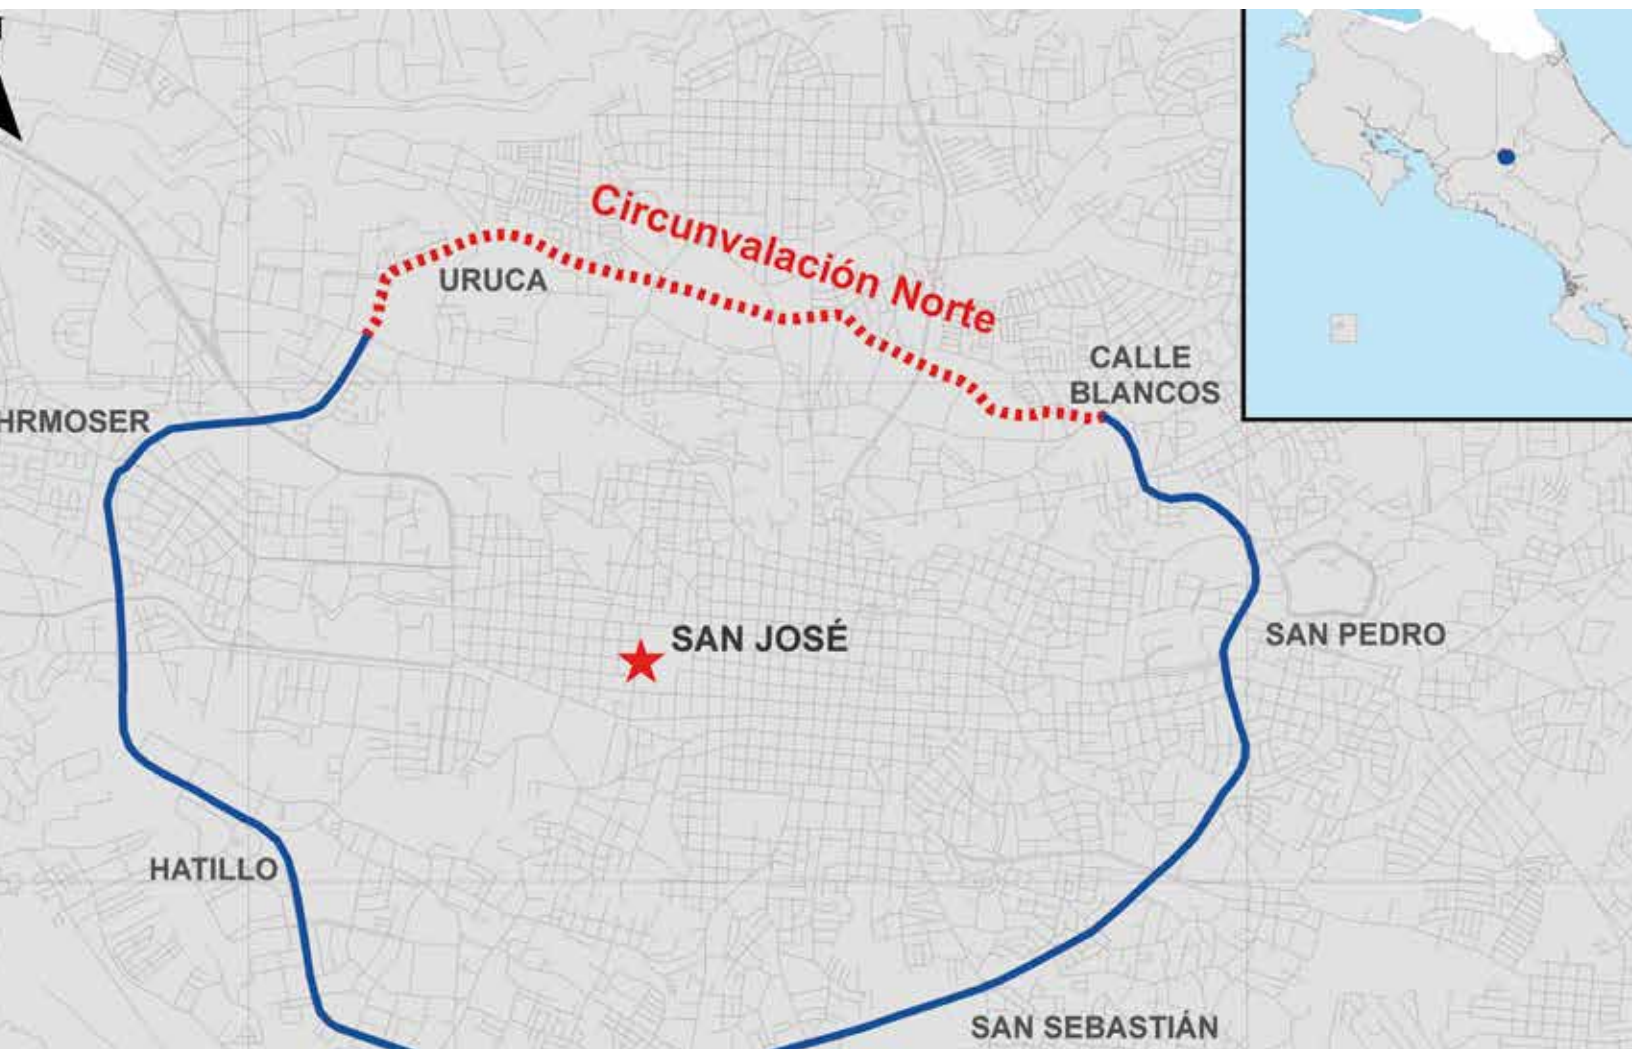 Circunvalación Norte
URUCA
CALLE
BLANCOS
HRMOSER
SAN JOSÉ
SAN PEDRO
HATILLO
SAN SEBASTIÁN